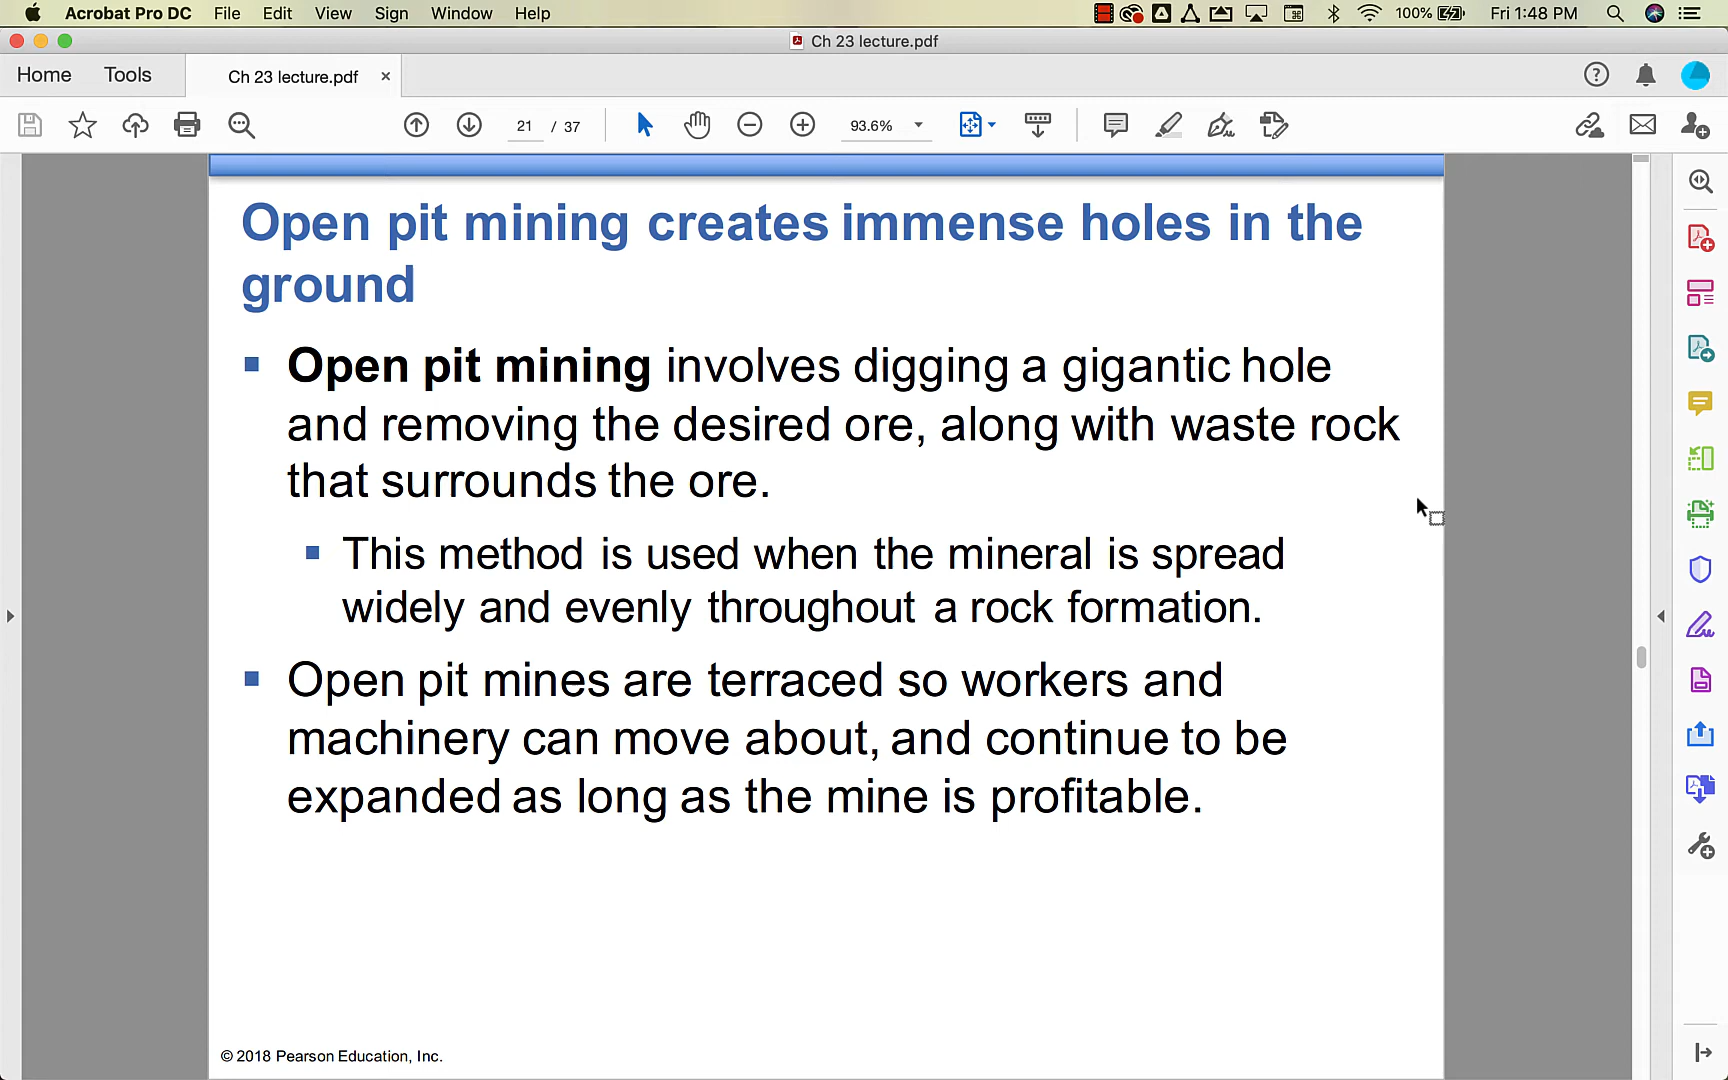 Acrobat Pro DC File Edit View Sign Window Help 100% Fri 1:48 PM
Ch 23 lecture.pdf
Home Tools Ch 23 lecture.pdf ×
21 / 37 93.6%
Open pit mining creates immense holes in the
ground
Open pit mining involves digging a gigantic hole
and removing the desired ore, along with waste rock
that surrounds the ore.
This method is used when the mineral is spread
widely and evenly throughout a rock formation.
Open pit mines are terraced so workers and
machinery can move about, and continue to be
expanded as long as the mine is profitable.
© 2018 Pearson Education, Inc.